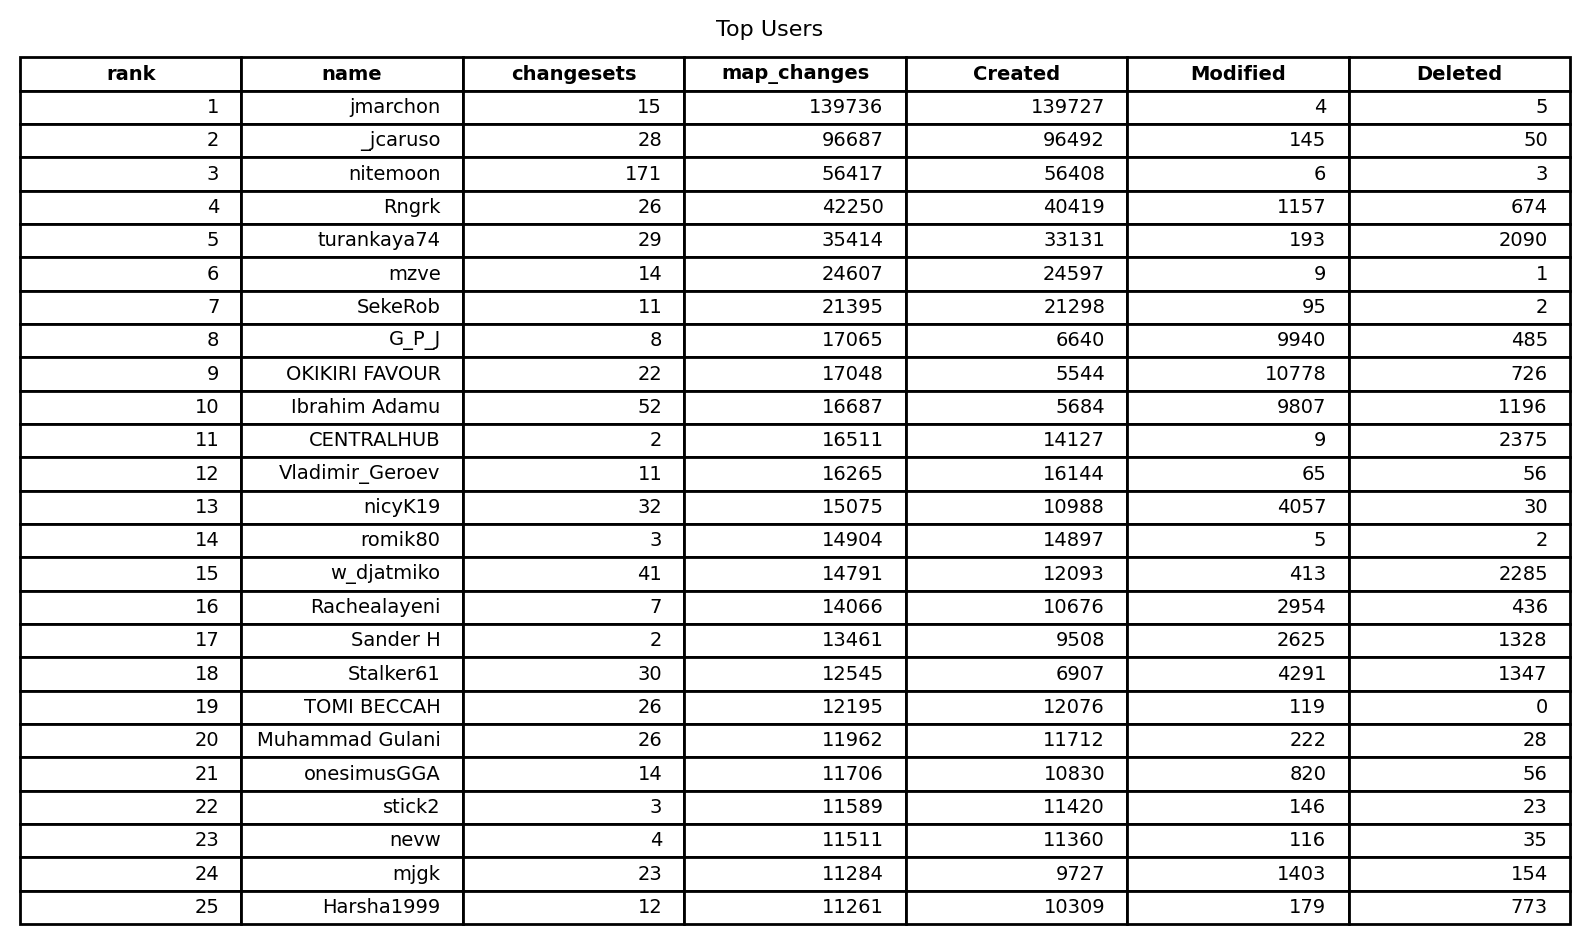 Top Users
rank name changesets map_changes Created Modified Deleted
1 jmarchon 15 139736 139727 4 5
2 _jcaruso 28 96687 96492 145 50
3 nitemoon 171 56417 56408 6 3
4 Rngrk 26 42250 40419 1157 674
5 turankaya74 29 35414 33131 193 2090
6 mzve 14 24607 24597 9 1
7 SekeRob 11 21395 21298 95 2
8 G_P_J 8 17065 6640 9940 485
9 OKIKIRI FAVOUR 22 17048 5544 10778 726
10 Ibrahim Adamu 52 16687 5684 9807 1196
11 CENTRALHUB 2 16511 14127 9 2375
12 Vladimir_Geroev 11 16265 16144 65 56
13 nicyK19 32 15075 10988 4057 30
14 romik80 3 14904 14897 5 2
15 w_djatmiko 41 14791 12093 413 2285
16 Rachealayeni 7 14066 10676 2954 436
17 Sander H 2 13461 9508 2625 1328
18 Stalker61 30 12545 6907 4291 1347
19 TOMI BECCAH 26 12195 12076 119 0
20 Muhammad Gulani 26 11962 11712 222 28
21 onesimusGGA 14 11706 10830 820 56
22 stick2 3 11589 11420 146 23
23 nevw 4 11511 11360 116 35
24 mjgk 23 11284 9727 1403 154
25 Harsha1999 12 11261 10309 179 773